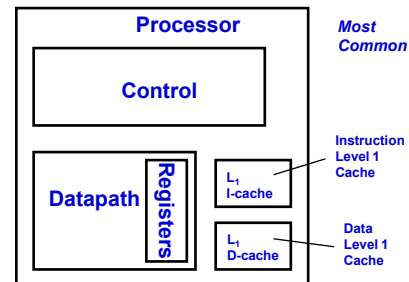 Processor
Most
Common
Control
Instruction
Level 1
Cache
Datapath
Registers
L1
I-cache
Data
Level 1
Cache
L1
D-cache